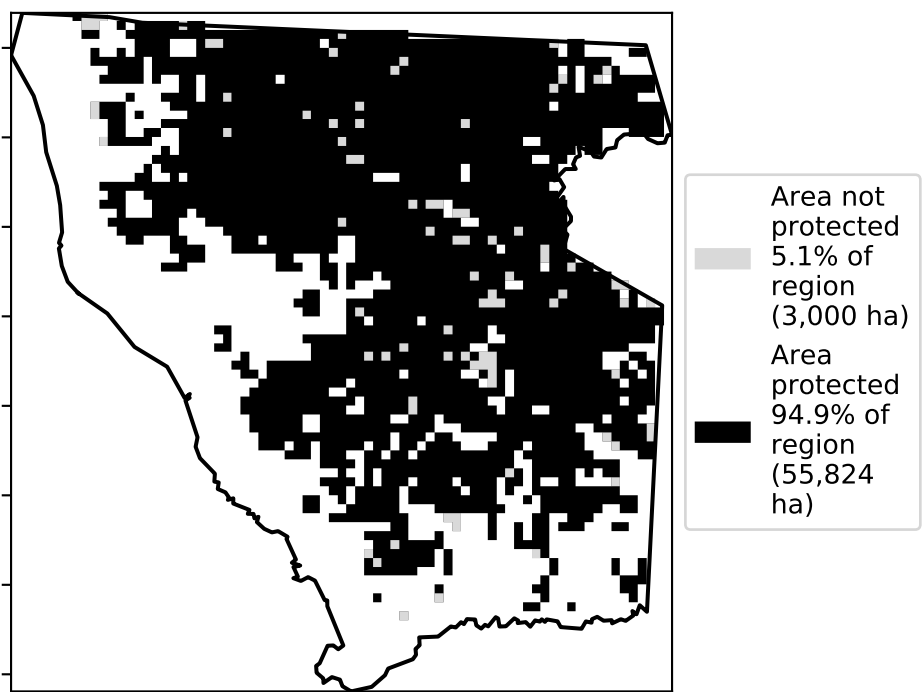 Area not
protected
5.1% of
region
(3,000 ha)
Area
protected
94.9% of
region
(55,824
ha)